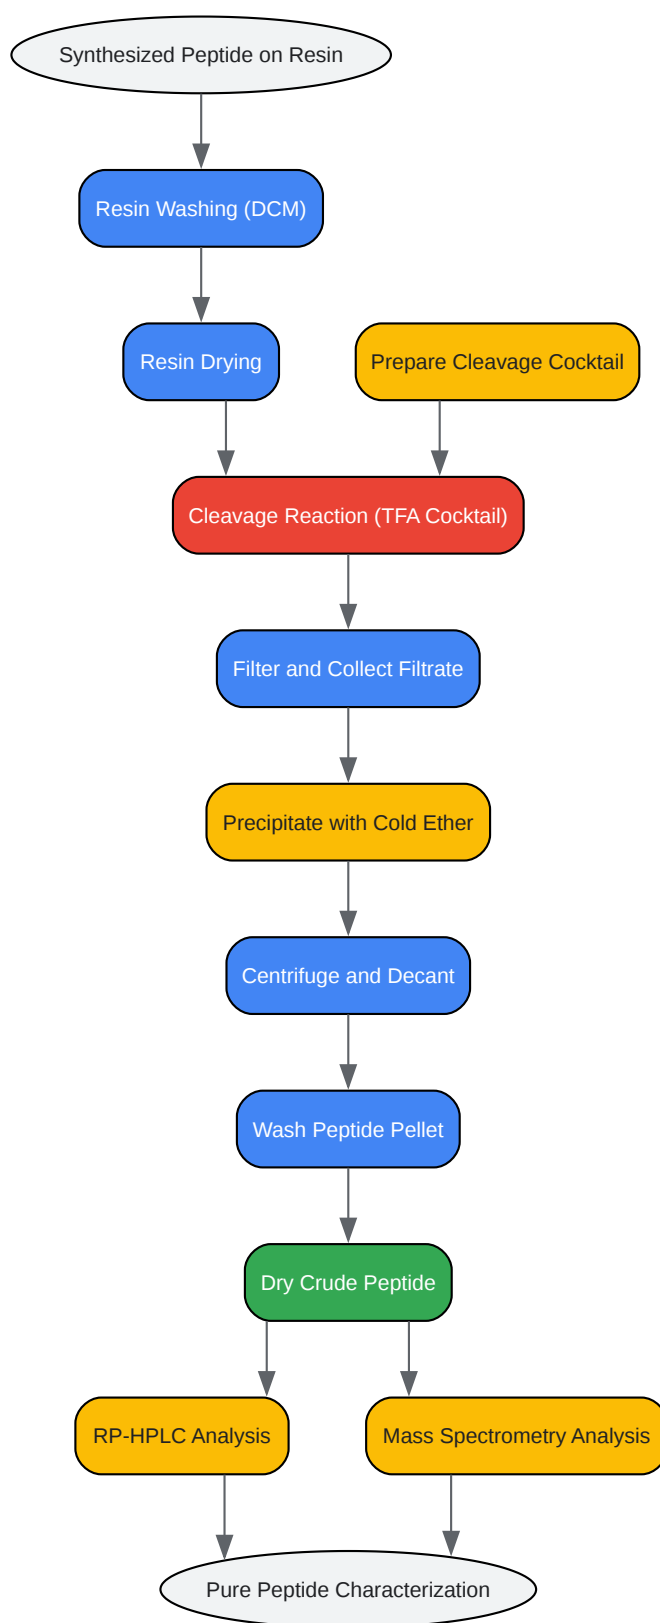 Synthesized Peptide on Resin
Resin Washing (DCM)
Resin Drying
Prepare Cleavage Cocktail
Cleavage Reaction (TFA Cocktail)
Filter and Collect Filtrate
Precipitate with Cold Ether
Centrifuge and Decant
Wash Peptide Pellet
Dry Crude Peptide
RP-HPLC Analysis
Mass Spectrometry Analysis
Pure Peptide Characterization